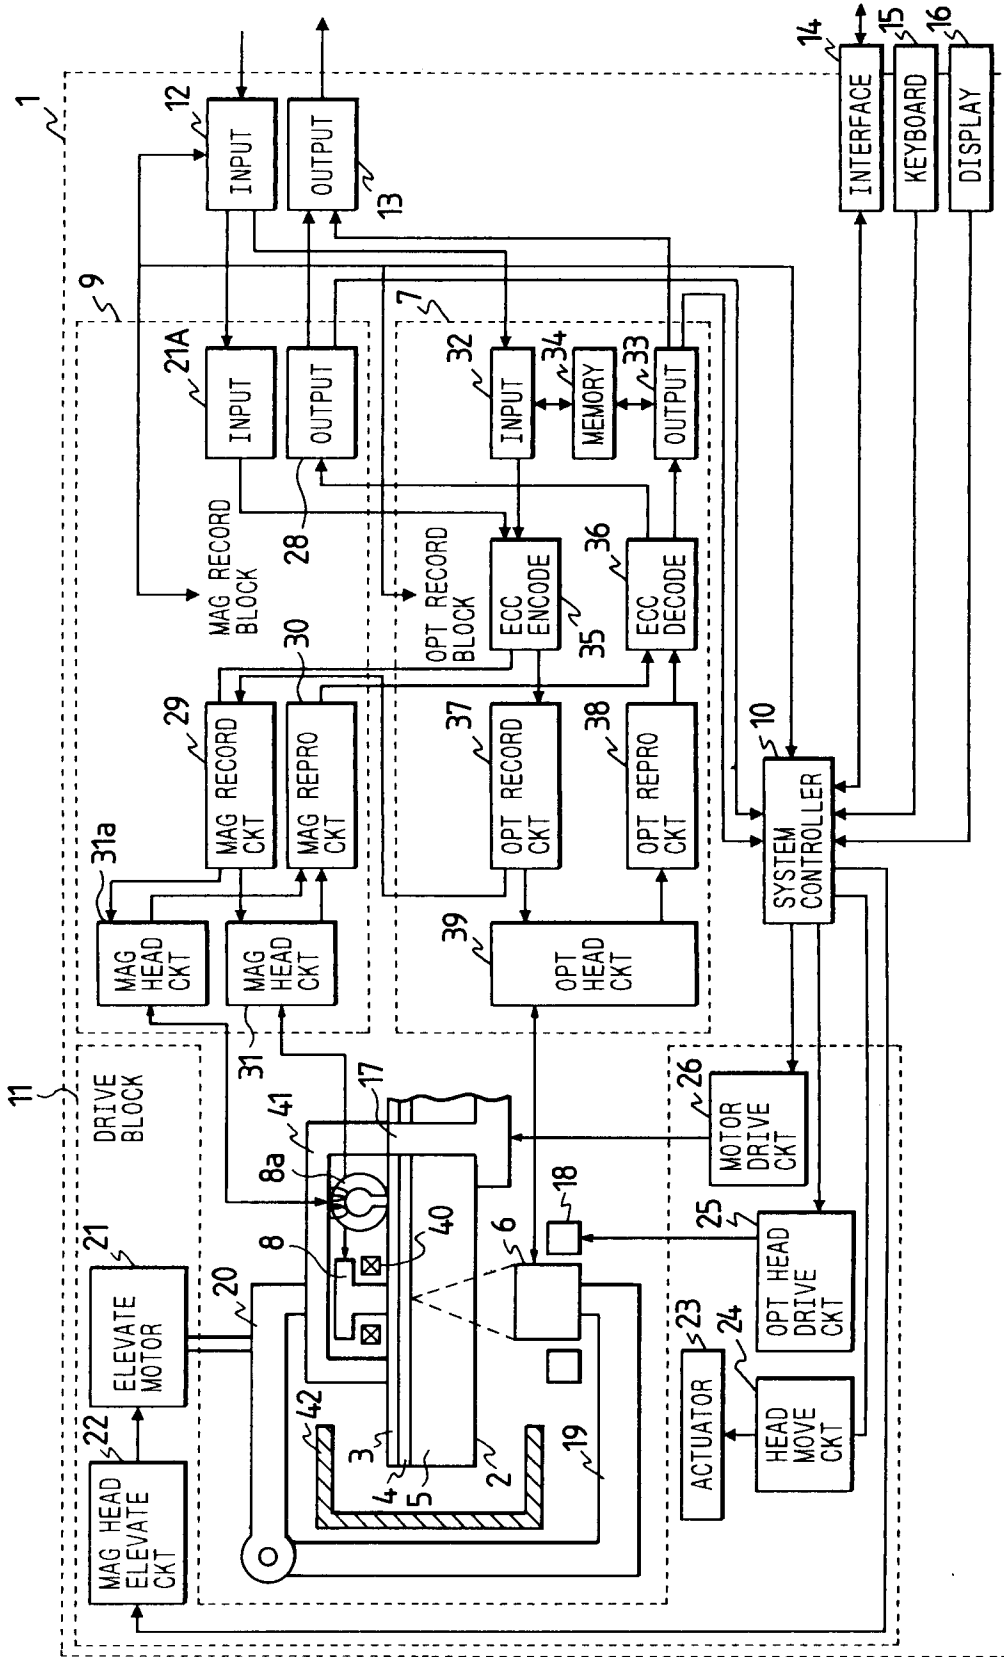 1
11
DRIVE
BLOCK
22
MAG HEAD
ELEVATE
CKT
21
ELEVATE
MOTOR
20
42
41
8a
8
17
40
3
4
5
2
6
18
19
23
ACTUATOR
24
HEAD
MOVE
CKT
25
OPT HEAD
DRIVE
CKT
26
MOTOR
DRIVE
CKT
9
MAG RECORD
BLOCK
31a
MAG
HEAD
CKT
31
MAG
HEAD
CKT
29
MAG RECORD
CKT
30
MAG REPRO
CKT
21A
INPUT
28
OUTPUT
12
INPUT
13
OUTPUT
7
OPT RECORD
BLOCK
39
OPT
HEAD
CKT
37
OPT RECORD
CKT
38
OPT REPRO
CKT
35
ECC
ENCODE
36
ECC
DECODE
32
INPUT
34
MEMORY
33
OUTPUT
10
SYSTEM
CONTROLLER
14
INTERFACE
15
KEYBOARD
16
DISPLAY